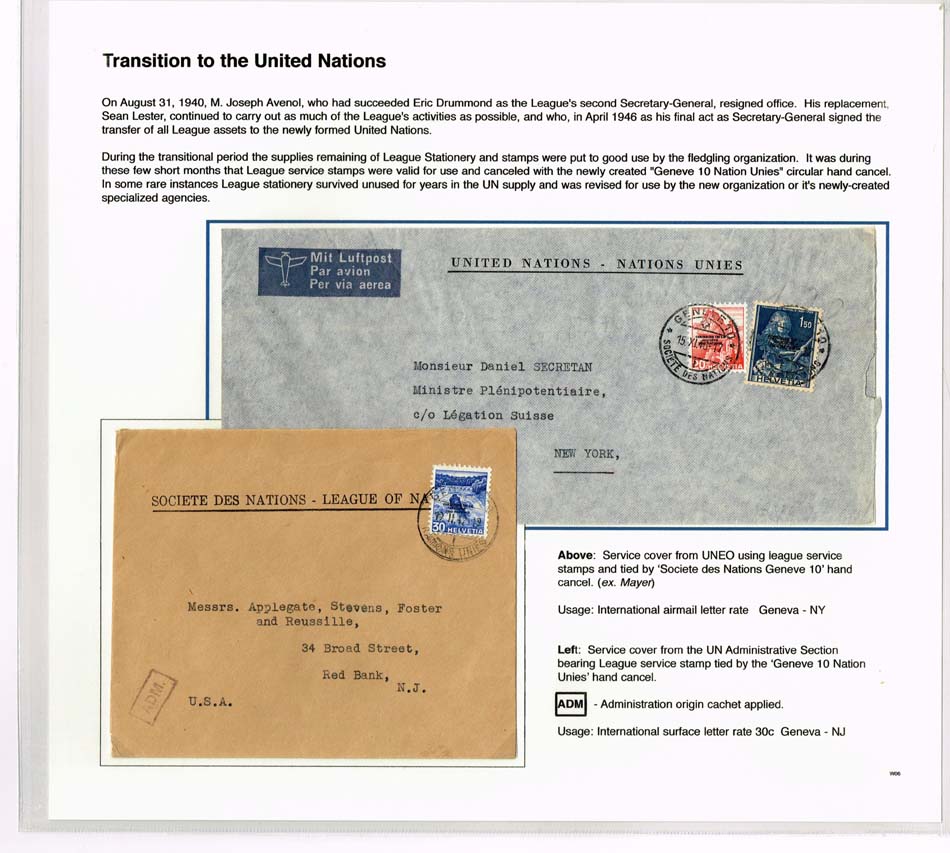 Transition to the United Nations
On August 31, 1940, M. Joseph Avenol, who had succeeded Eric Drummond as the League's second Secretary-General, resigned office. His replacement,
Sean Lester, continued to carry out as much of the League's activities as possible, and who, in April 1946 as his final act as Secretary-General signed the
transfer of all League assets to the newly formed United Nations.
During the transitional period the supplies remaining of League Stationery and stamps were put to good use by the fledgling organization. It was during
these few short months that League service stamps were valid for use and canceled with the newly created "Geneve 10 Nation Unies" circular hand cancel.
In some rare instances League stationery survived unused for years in the UN supply and was revised for use by the new organization or it's newly-created
specialized agencies.
Mit Luftpost
Par avion
Per via aerea
UNITED NATIONS - NATIONS UNIES
GENEVE 10
15.XI
SOCIETE DES NATIONS
20 HELVETIA
150
HELVETIA
Monsieur Daniel SECRETAN
Ministre Plénipotentiaire,
c/o Légation Suisse
NEW YORK,
SOCIETE DES NATIONS - LEAGUE OF NA
30 HELVETIA
NATIONS UNIES
Messrs. Applegate, Stevens, Foster
and Reussille,
34 Broad Street,
Red Bank,
N.J.
U.S.A.
ADM.
Above: Service cover from UNEO using league service
stamps and tied by 'Societe des Nations Geneve 10' hand
cancel. (ex. Mayer)
Usage: International airmail letter rate Geneva - NY
Left: Service cover from the UN Administrative Section
bearing League service stamp tied by the 'Geneve 10 Nation
Unies' hand cancel.
ADM - Administration origin cachet applied.
Usage: International surface letter rate 30c Geneva - NJ
W06